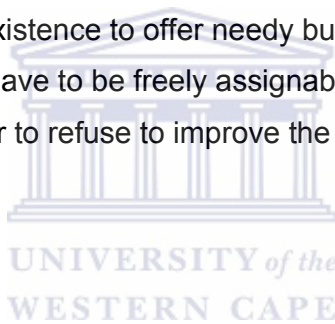 xistence to offer needy bu
ave to be freely assignab
r to refuse to improve the
UNIVERSITY of the
WESTERN CAPE